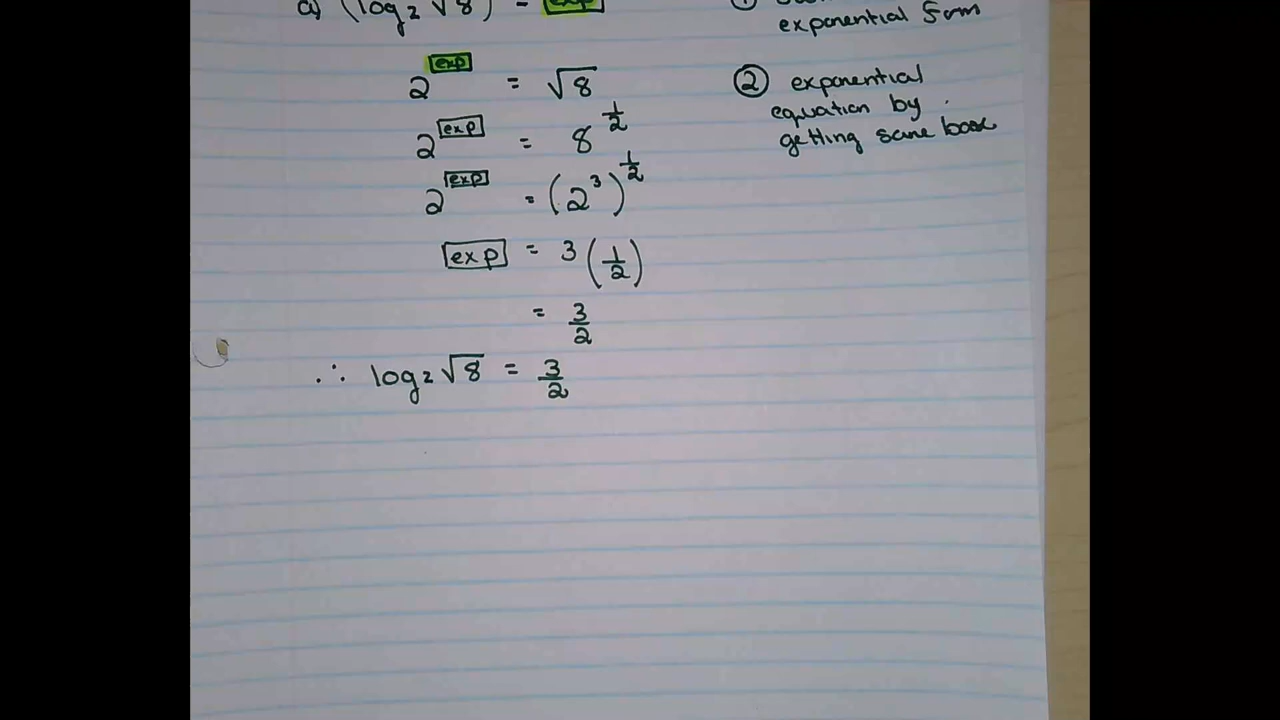 a) (log₂ √8) = exp
exponential form
2^exp = √8
② exponential
equation by
getting same base
2^exp = 8^1/2
2^exp = (2³)^1/2
exp = 3(1/2)
= 3/2
∴ log₂√8 = 3/2